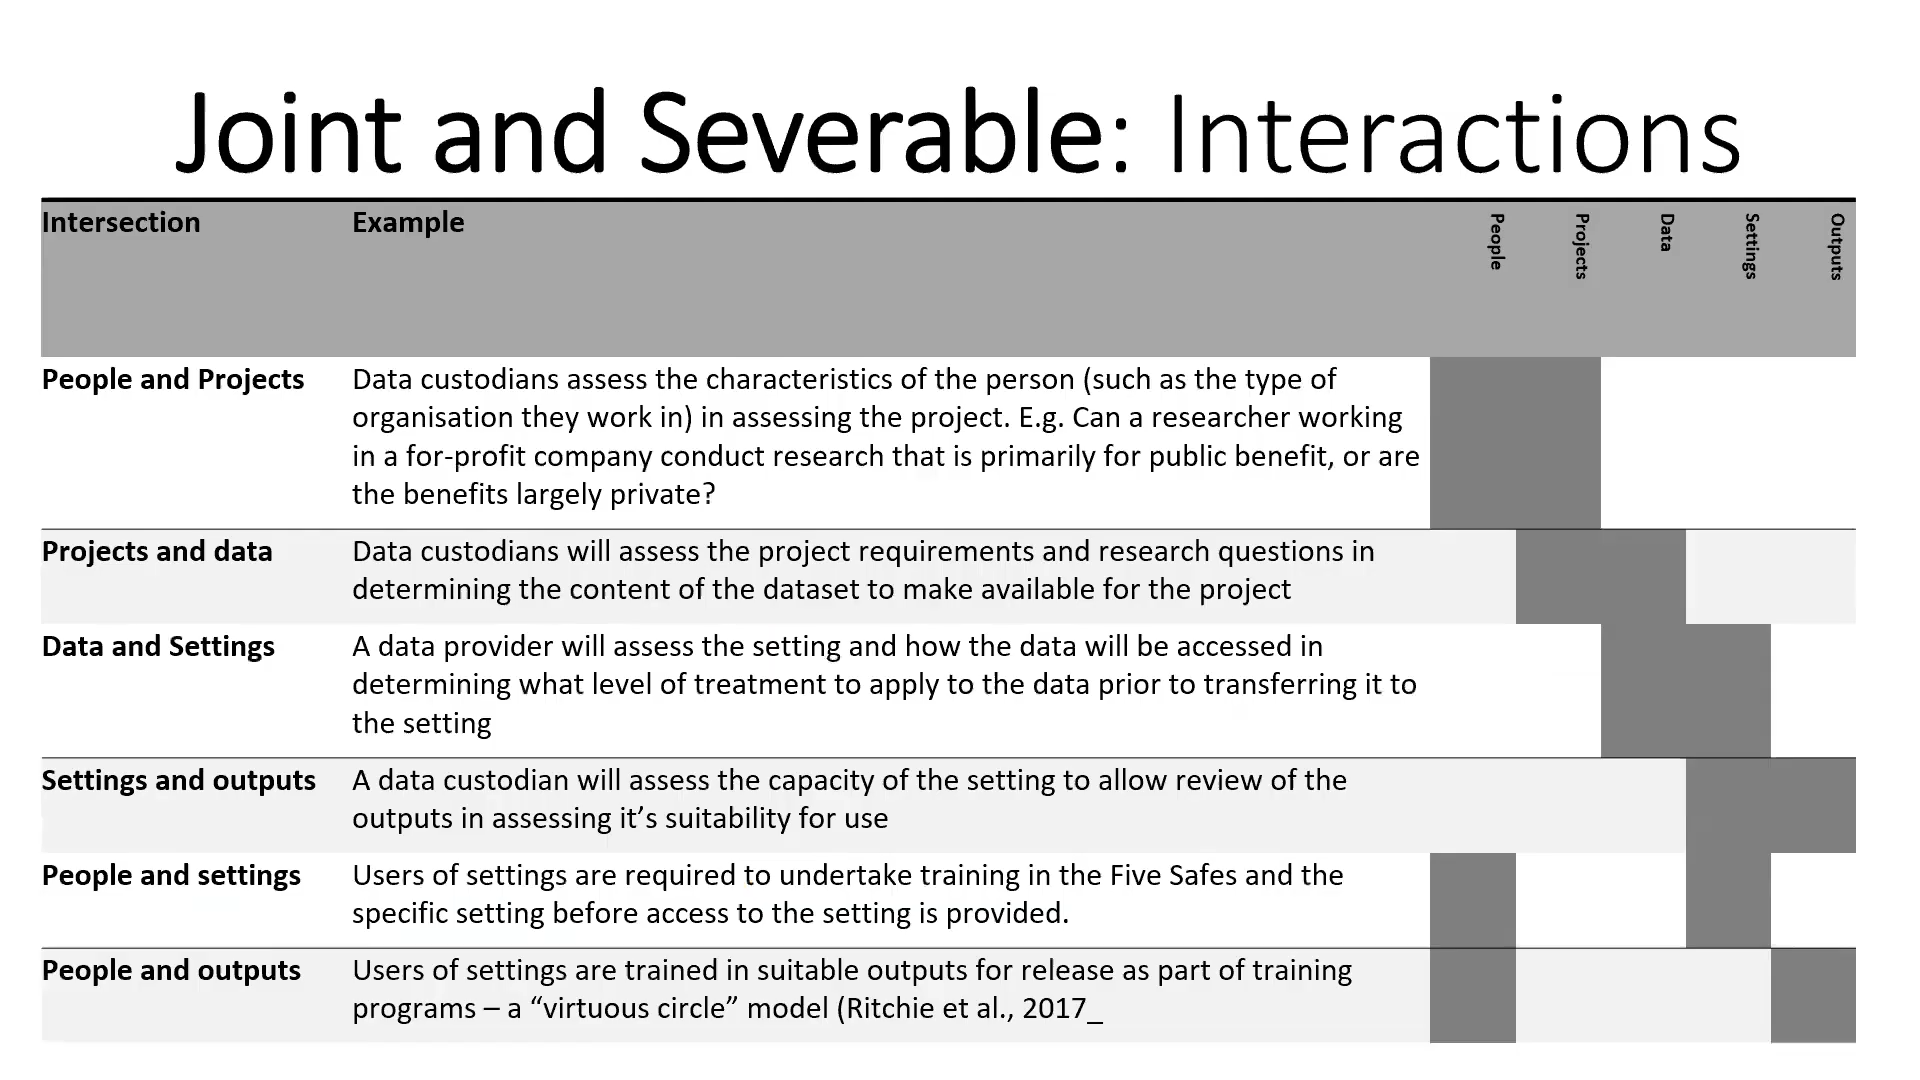 Joint and Severable: Interactions
Intersection Example People Projects Data Settings Outputs
People and Projects Data custodians assess the characteristics of the person (such as the type of
organisation they work in) in assessing the project. E.g. Can a researcher working
in a for-profit company conduct research that is primarily for public benefit, or are
the benefits largely private?
Projects and data Data custodians will assess the project requirements and research questions in
determining the content of the dataset to make available for the project
Data and Settings A data provider will assess the setting and how the data will be accessed in
determining what level of treatment to apply to the data prior to transferring it to
the setting
Settings and outputs A data custodian will assess the capacity of the setting to allow review of the
outputs in assessing it’s suitability for use
People and settings Users of settings are required to undertake training in the Five Safes and the
specific setting before access to the setting is provided.
People and outputs Users of settings are trained in suitable outputs for release as part of training
programs – a “virtuous circle” model (Ritchie et al., 2017_